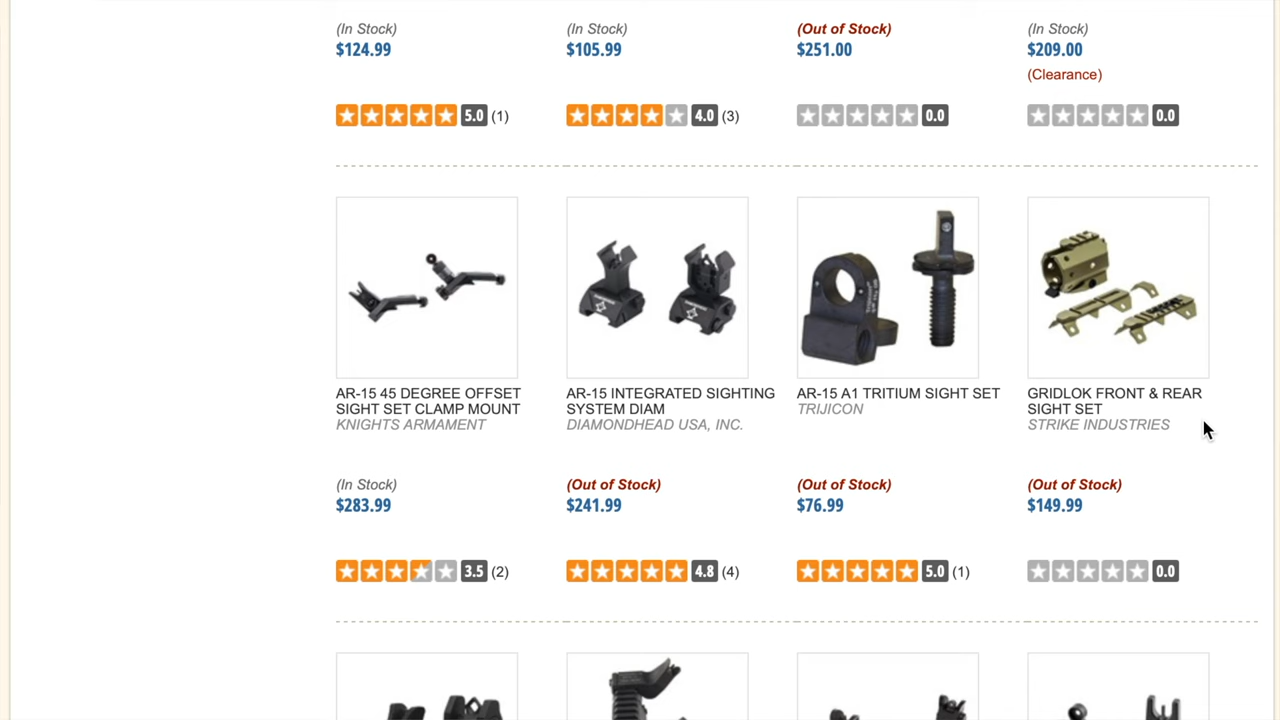 (In Stock)
$124.99
5.0 (1)
(In Stock)
$105.99
4.0 (3)
(Out of Stock)
$251.00
0.0
(In Stock)
$209.00
(Clearance)
0.0
AR-15 45 DEGREE OFFSET
SIGHT SET CLAMP MOUNT
KNIGHTS ARMAMENT
(In Stock)
$283.99
3.5 (2)
AR-15 INTEGRATED SIGHTING
SYSTEM DIAM
DIAMONDHEAD USA, INC.
(Out of Stock)
$241.99
4.8 (4)
AR-15 A1 TRITIUM SIGHT SET
TRIJICON
(Out of Stock)
$76.99
5.0 (1)
GRIDLOK FRONT & REAR
SIGHT SET
STRIKE INDUSTRIES
(Out of Stock)
$149.99
0.0